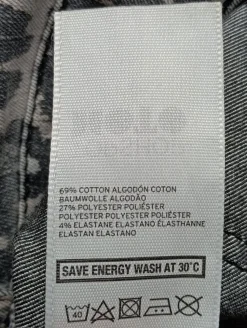 69% COTTON ALGODÓN COTON
BAUMWOLLE ALGODÃO
27% POLYESTER POLIÉSTER
POLYESTER POLYESTER POLIÉSTER
4% ELASTANE ELASTANO ÉLASTHANNE
ELASTAN ELASTANO
SAVE ENERGY WASH AT 30°C
40